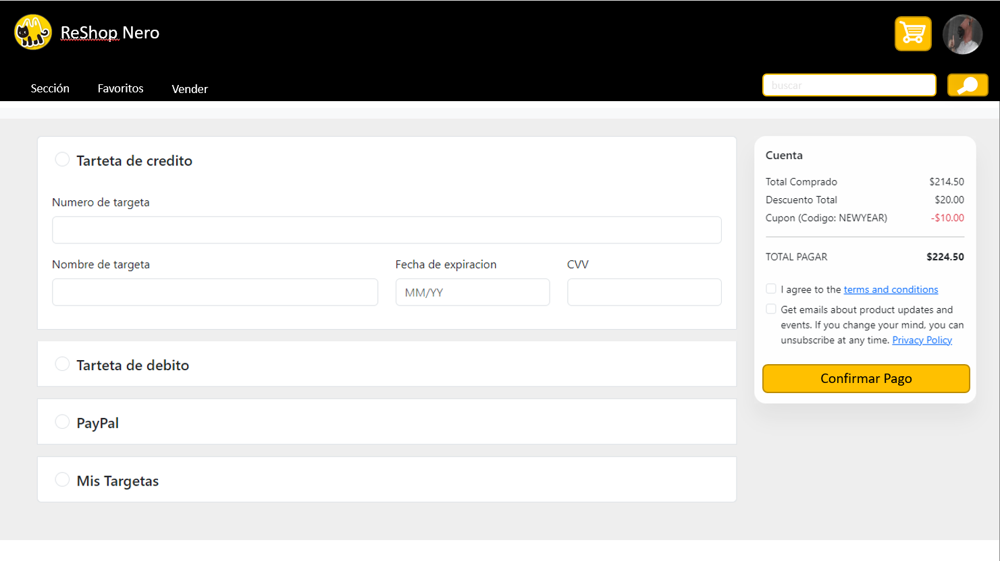 ReShop Nero
Sección Favoritos Vender
buscar
Tarteta de credito
Numero de targeta
Nombre de targeta Fecha de expiracion CVV
MM/YY
Tarteta de debito
PayPal
Mis Targetas
Cuenta
Total Comprado $214.50
Descuento Total $20.00
Cupon (Codigo: NEWYEAR) -$10.00
TOTAL PAGAR $224.50
I agree to the terms and conditions
Get emails about product updates and
events. If you change your mind, you can
unsubscribe at any time. Privacy Policy
Confirmar Pago